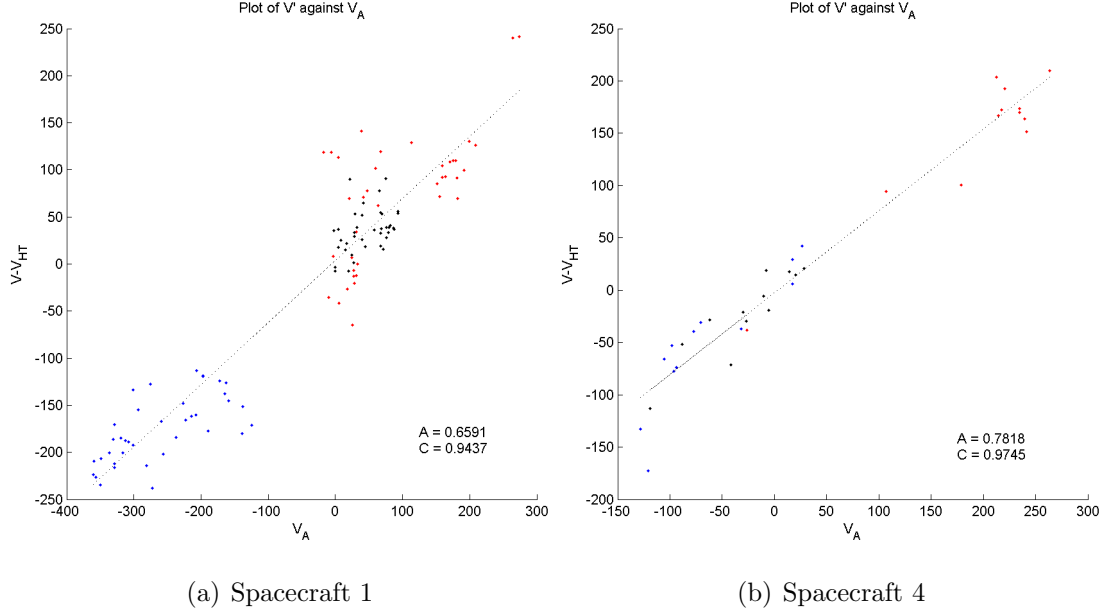 Plot of V' against V_A
250
200
150
100
50
0
-50
-100
-150
-200
-250
V-V_HT
-400 -300 -200 -100 0 100 200 300
V_A
A = 0.6591
C = 0.9437
(a) Spacecraft 1
Plot of V' against V_A
250
200
150
100
50
0
-50
-100
-150
-200
V-V_HT
-150 -100 -50 0 50 100 150 200 250 300
V_A
A = 0.7818
C = 0.9745
(b) Spacecraft 4